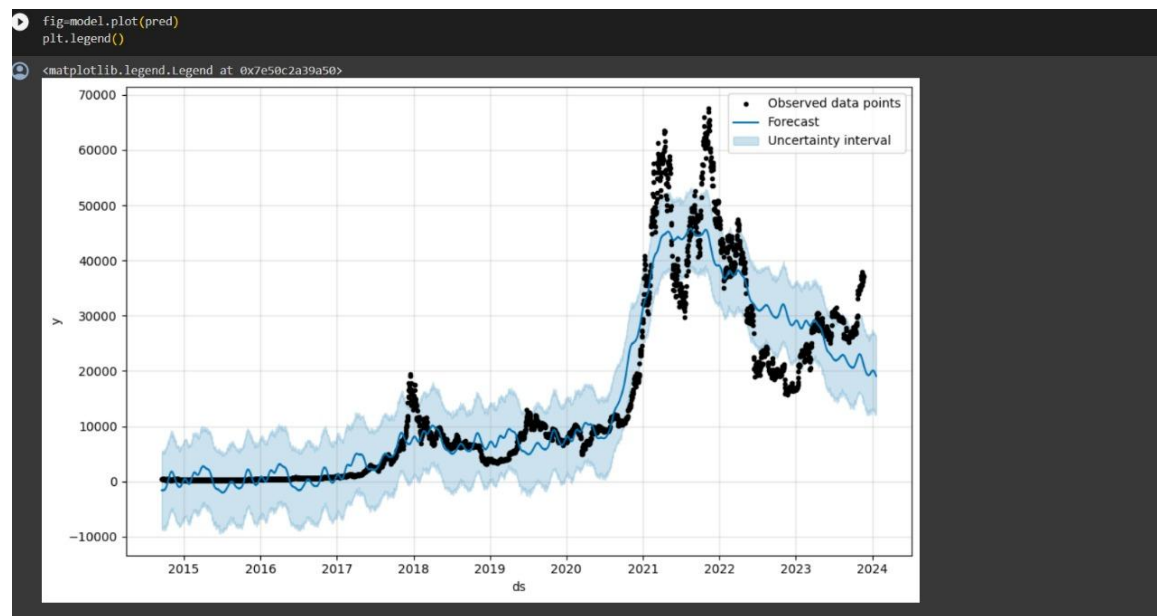 fig=model.plot(pred)
plt.legend()
<matplotlib.legend.Legend at 0x7e50c2a39a50>
70000
60000
50000
40000
30000
20000
10000
0
−10000
y
Observed data points
Forecast
Uncertainty interval
2015 2016 2017 2018 2019 2020 2021 2022 2023 2024
ds